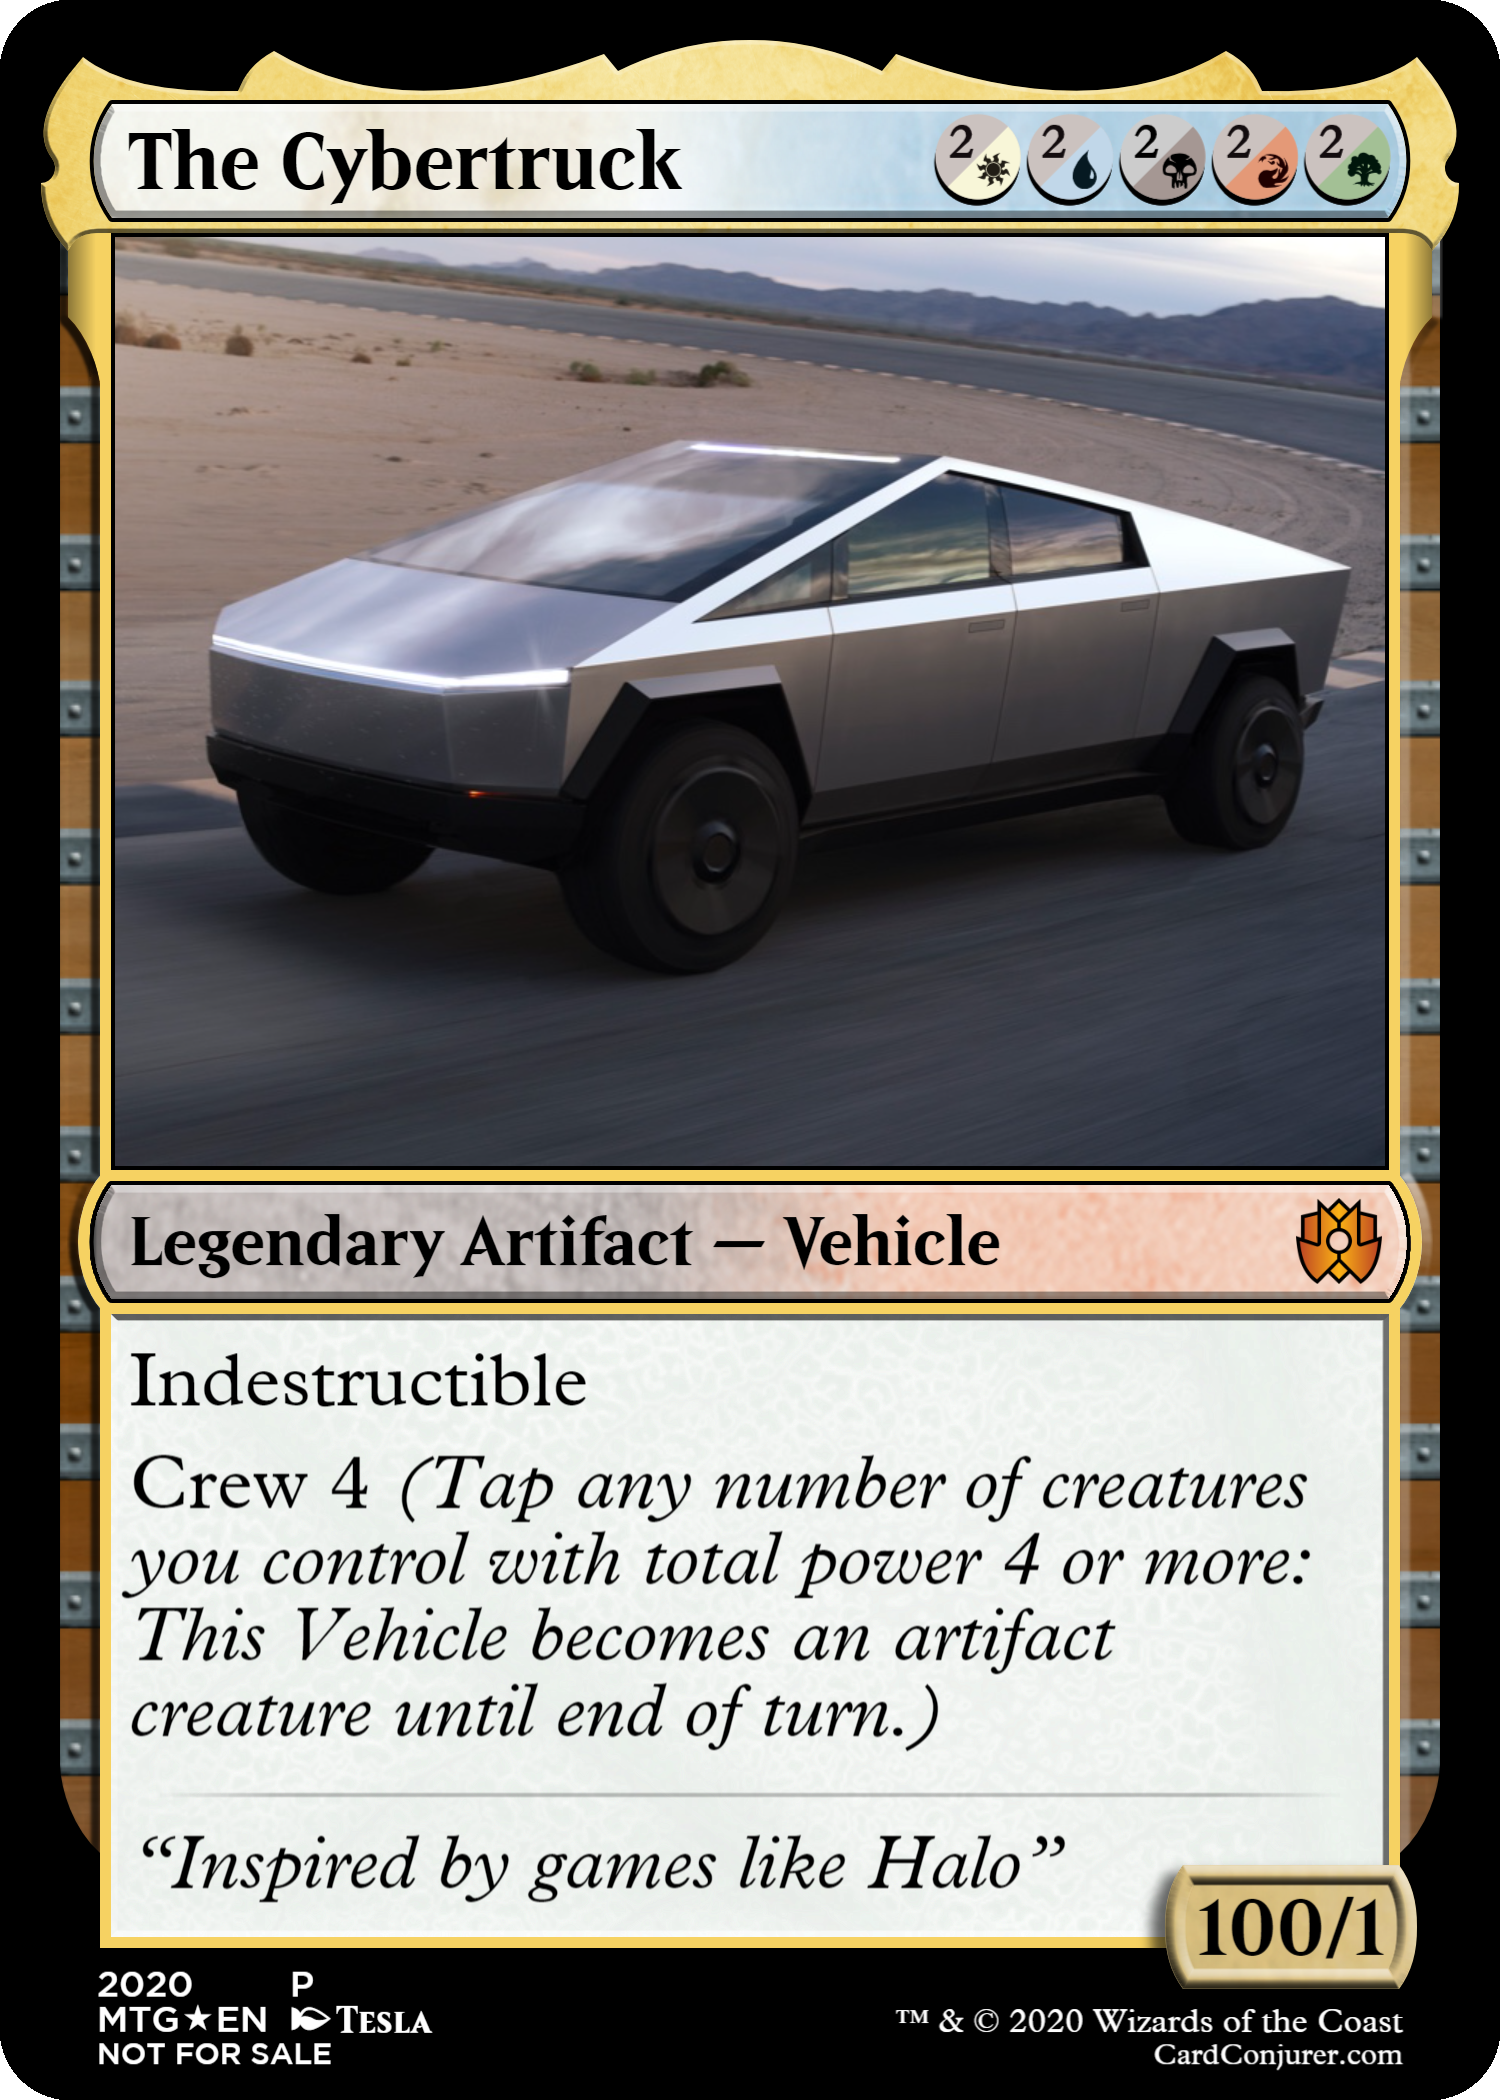 The Cybertruck 2 2 2 2 2
Legendary Artifact — Vehicle
Indestructible
Crew 4 (Tap any number of creatures
you control with total power 4 or more:
This Vehicle becomes an artifact
creature until end of turn.)
“Inspired by games like Halo”
100/1
2020 P
MTG★EN TESLA
NOT FOR SALE
™ & © 2020 Wizards of the Coast
CardConjurer.com